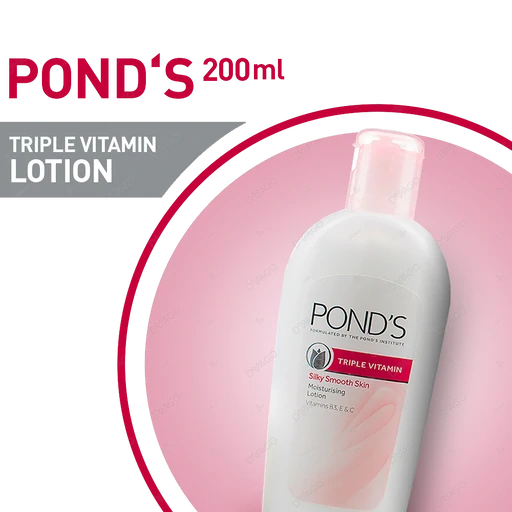 POND‘S 200ml
TRIPLE VITAMIN
LOTION
POND'S
FORMULATED BY THE POND'S INSTITUTE
TRIPLE VITAMIN
Silky Smooth Skin
Moisturising
Lotion
Vitamins B3, E & C